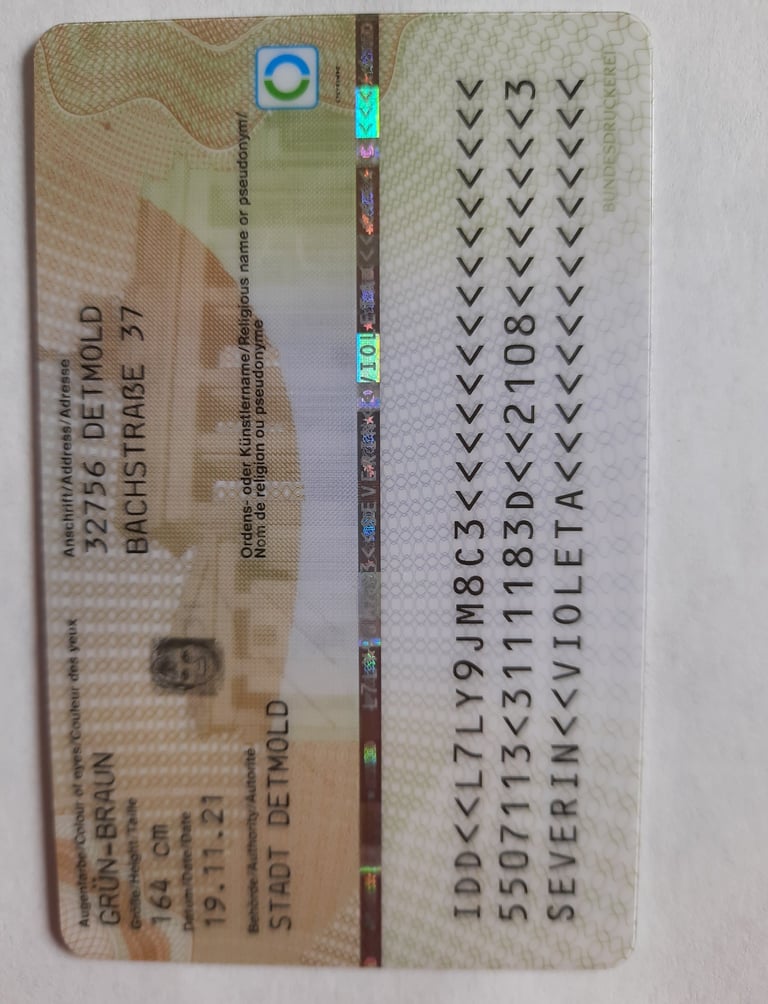 Anschrift/Address/Adresse
32756 DETMOLD
BACHSTRAßE 37
Ordens- oder Künstlername/Religious name or pseudonym/
Nom de religion ou pseudonyme
Augenfarbe/Colour of eyes/Couleur des yeux
GRÜN-BRAUN
Größe/Height/Taille
164 cm
Datum/Date/Date
19.11.21
Behörde/Authority/Autorité
STADT DETMOLD
IDD<<L7LY9JM8C3<<<<<<<<<<<<<<<
5507113<3111183D<<2108<<<<<<<3
SEVERIN<<VIOLETA<<<<<<<<<<<<<<
BUNDESDRUCKEREI